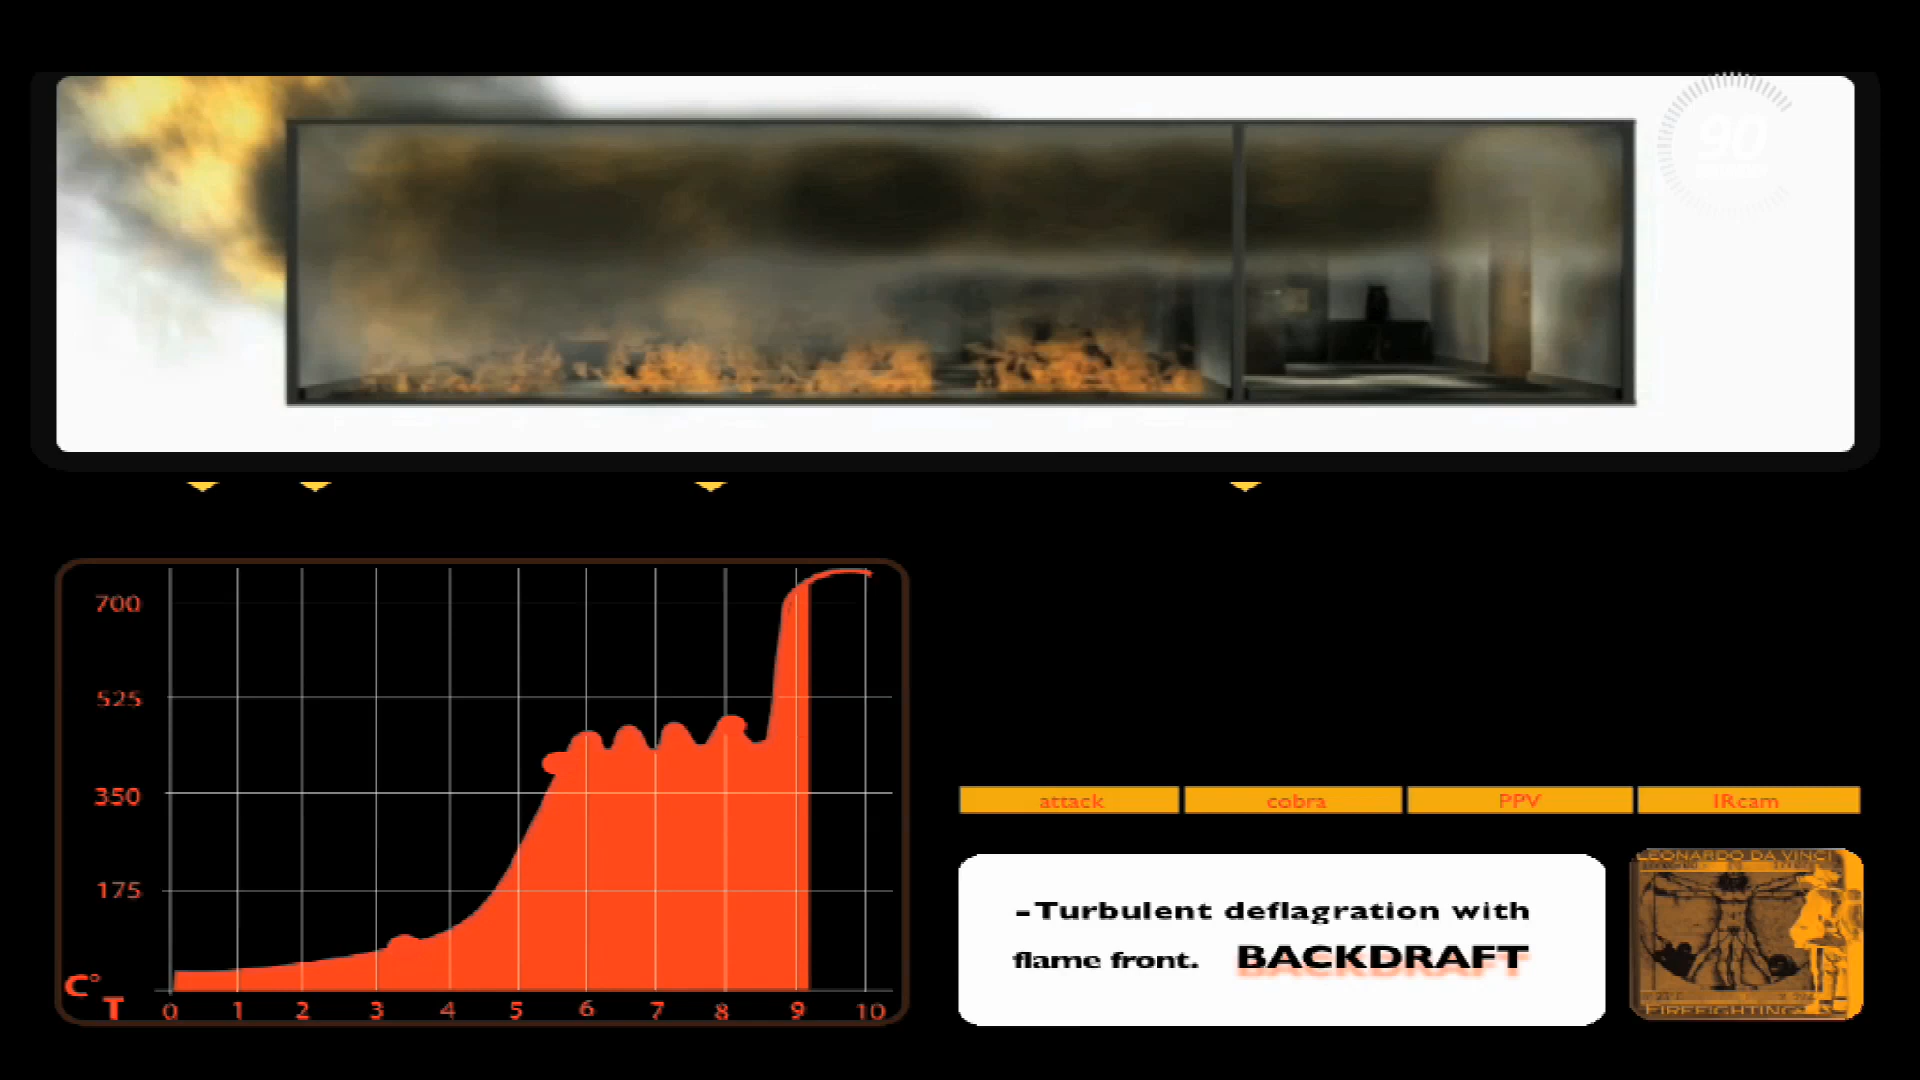 90
700
525
350
175
C°
T
0 1 2 3 4 5 6 7 8 9 10
attack cobra PPV IRcam
-Turbulent deflagration with
flame front. BACKDRAFT
LEONARDO DA VINCI
FIREFIGHTING